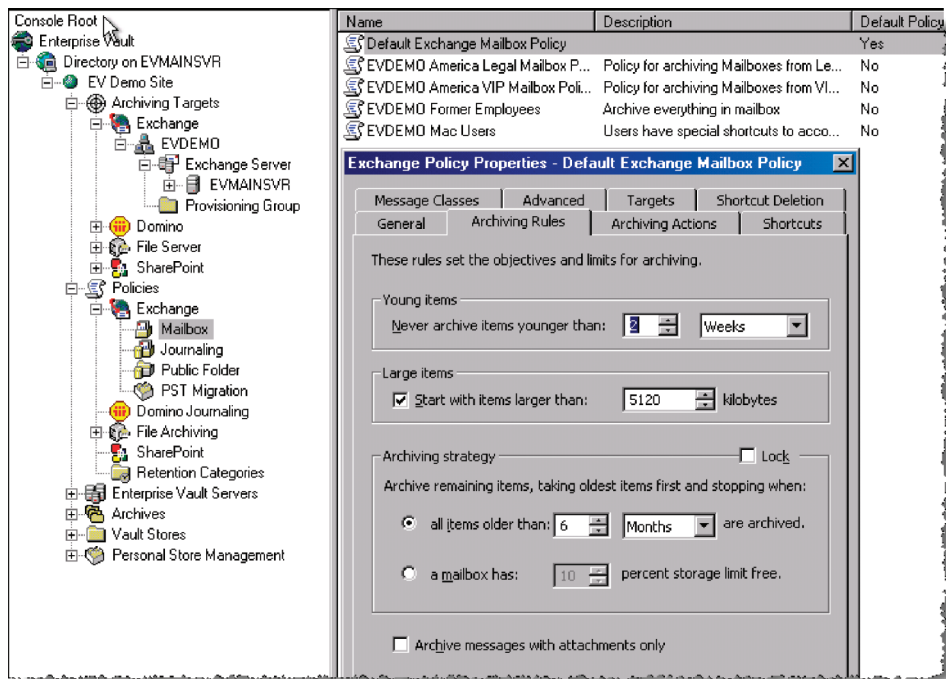 Console Root
Enterprise Vault
Directory on EVMAINSVR
EV Demo Site
Archiving Targets
Exchange
EVDEMO
Exchange Server
EVMAINSVR
Provisioning Group
Domino
File Server
SharePoint
Policies
Exchange
Mailbox
Journaling
Public Folder
PST Migration
Domino Journaling
File Archiving
SharePoint
Retention Categories
Enterprise Vault Servers
Archives
Vault Stores
Personal Store Management
Name Description Default Policy
Default Exchange Mailbox Policy Yes
EVDEMO America Legal Mailbox P... Policy for archiving Mailboxes from Le... No
EVDEMO America VIP Mailbox Poli... Policy for archiving Mailboxes from VI... No
EVDEMO Former Employees Archive everything in mailbox No
EVDEMO Mac Users Users have special shortcuts to acco... No
Exchange Policy Properties - Default Exchange Mailbox Policy
Message Classes Advanced Targets Shortcut Deletion
General Archiving Rules Archiving Actions Shortcuts
These rules set the objectives and limits for archiving.
Young items
Never archive items younger than: 2 Weeks
Large items
Start with items larger than: 5120 kilobytes
Archiving strategy Lock
Archive remaining items, taking oldest items first and stopping when:
all items older than: 6 Months are archived.
a mailbox has: 10 percent storage limit free.
Archive messages with attachments only